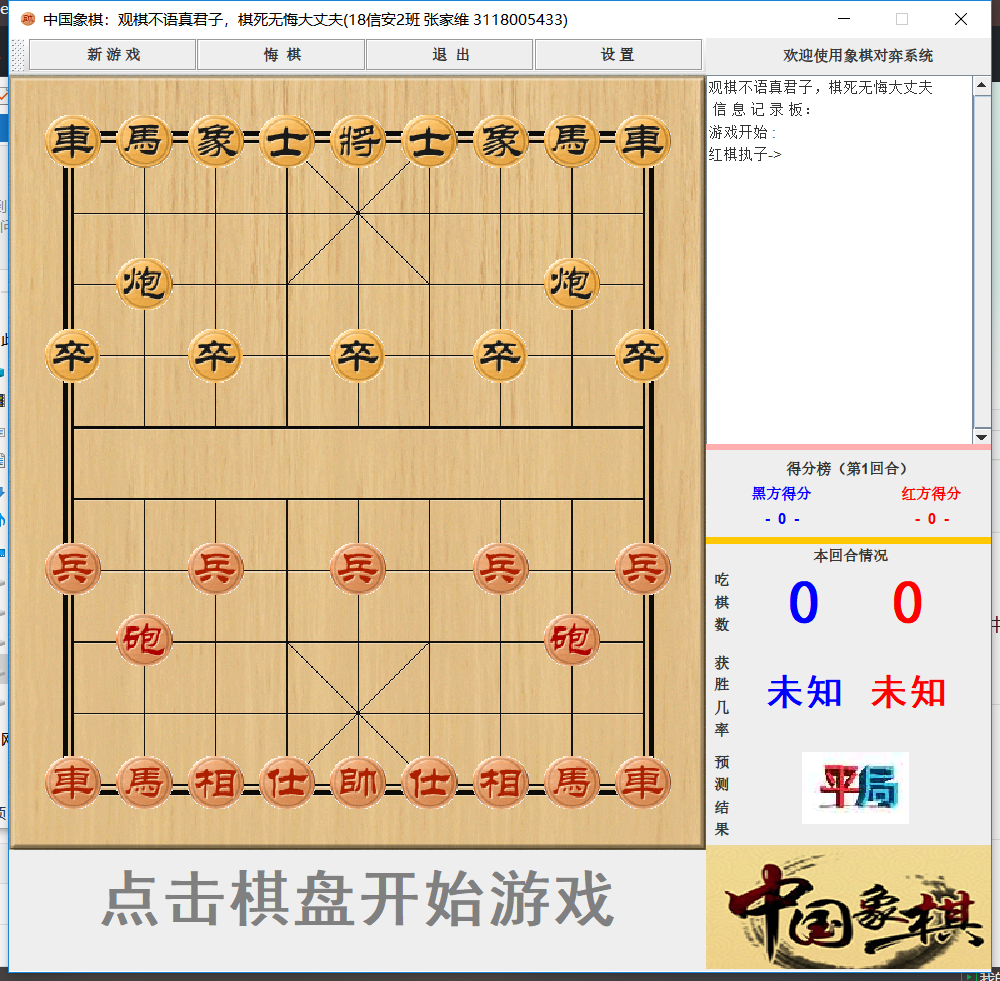 中国象棋：观棋不语真君子，棋死无悔大丈夫(18信安2班 张家维 3118005433)
新 游 戏
悔 棋
退 出
设 置
欢迎使用象棋对弈系统
观棋不语真君子，棋死无悔大丈夫
信 息 记 录 板：
游戏开始：
红棋执子->
車 馬 象 士 將 士 象 馬 車
炮 炮
卒 卒 卒 卒 卒
兵 兵 兵 兵 兵
砲 砲
車 馬 相 仕 帥 仕 相 馬 車
得分榜（第1回合）
黑方得分 红方得分
- 0 - - 0 -
本回合情况
吃棋数
0 0
获胜几率
未知 未知
预测结果
平局
点击棋盘开始游戏
中国象棋